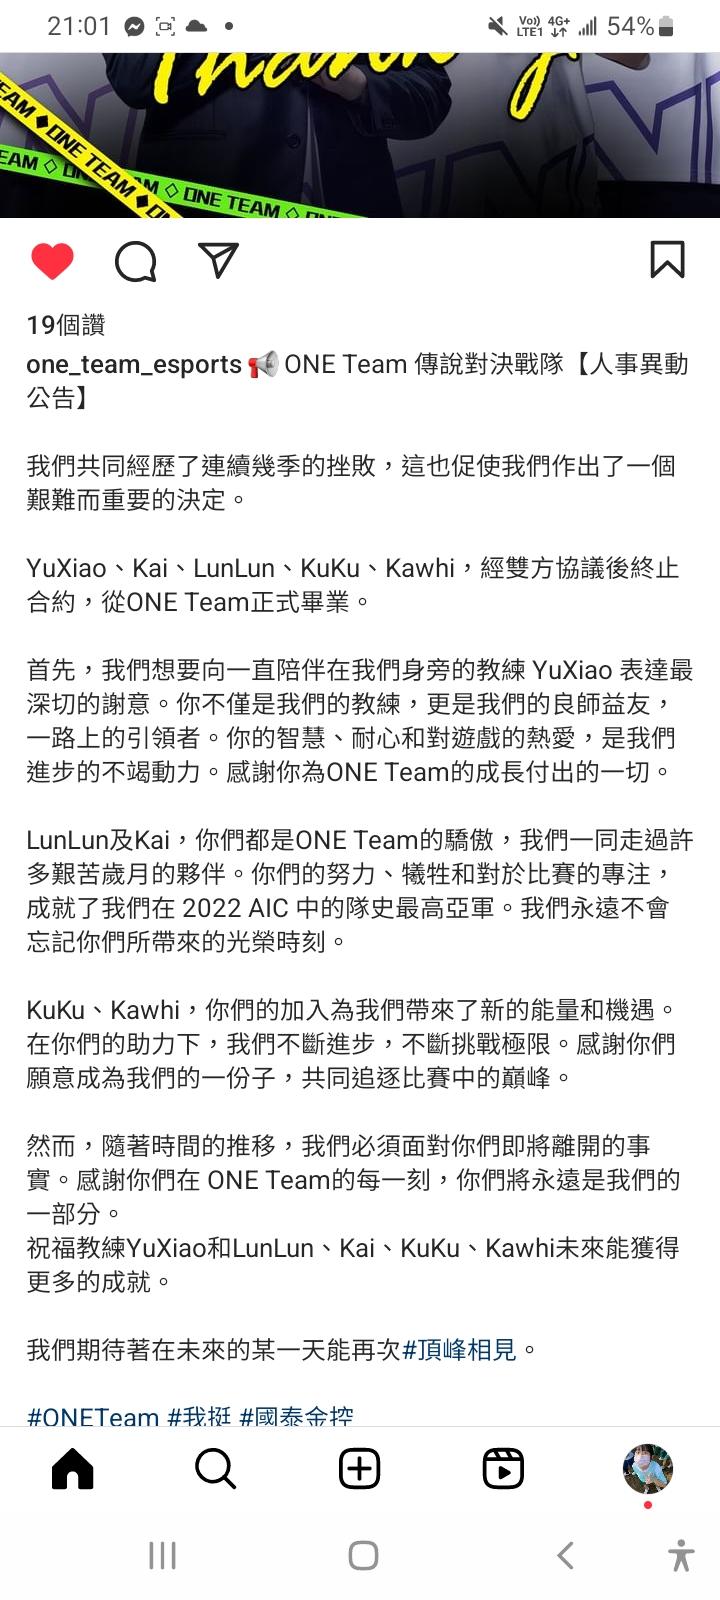 21:01
Vo)) LTE1 4G+ 54%
Thank y
EAM ◆ ONE TEAM ◆ ON
EAM ◇ ON AM ◇ ONE TEAM ◇ ON
19個讚
one_team_esports 📢 ONE Team 傳說對決戰隊【人事異動
公告】
我們共同經歷了連續幾季的挫敗，這也促使我們作出了一個
艱難而重要的決定。
YuXiao、Kai、LunLun、KuKu、Kawhi，經雙方協議後終止
合約，從ONE Team正式畢業。
首先，我們想要向一直陪伴在我們身旁的教練 YuXiao 表達最
深切的謝意。你不僅是我們的教練，更是我們的良師益友，
一路上的引領者。你的智慧、耐心和對遊戲的熱愛，是我們
進步的不竭動力。感謝你為ONE Team的成長付出的一切。
LunLun及Kai，你們都是ONE Team的驕傲，我們一同走過許
多艱苦歲月的夥伴。你們的努力、犧牲和對於比賽的專注，
成就了我們在 2022 AIC 中的隊史最高亞軍。我們永遠不會
忘記你們所帶來的光榮時刻。
KuKu、Kawhi，你們的加入為我們帶來了新的能量和機遇。
在你們的助力下，我們不斷進步，不斷挑戰極限。感謝你們
願意成為我們的一份子，共同追逐比賽中的巔峰。
然而，隨著時間的推移，我們必須面對你們即將離開的事
實。感謝你們在 ONE Team的每一刻，你們將永遠是我們的
一部分。
祝福教練YuXiao和LunLun、Kai、KuKu、Kawhi未來能獲得
更多的成就。
我們期待著在未來的某一天能再次#頂峰相見。
#ONETeam #我挺 #國泰金控